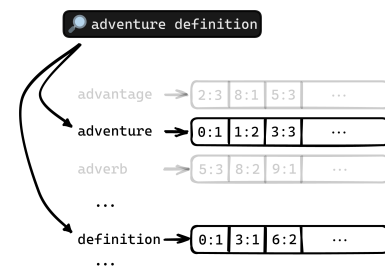 adventure definition
advantage 2:3 8:1 5:3 ...
adventure 0:1 1:2 3:3 ...
adverb 5:3 8:2 9:1 ...
...
definition 0:1 3:1 6:2 ...
...